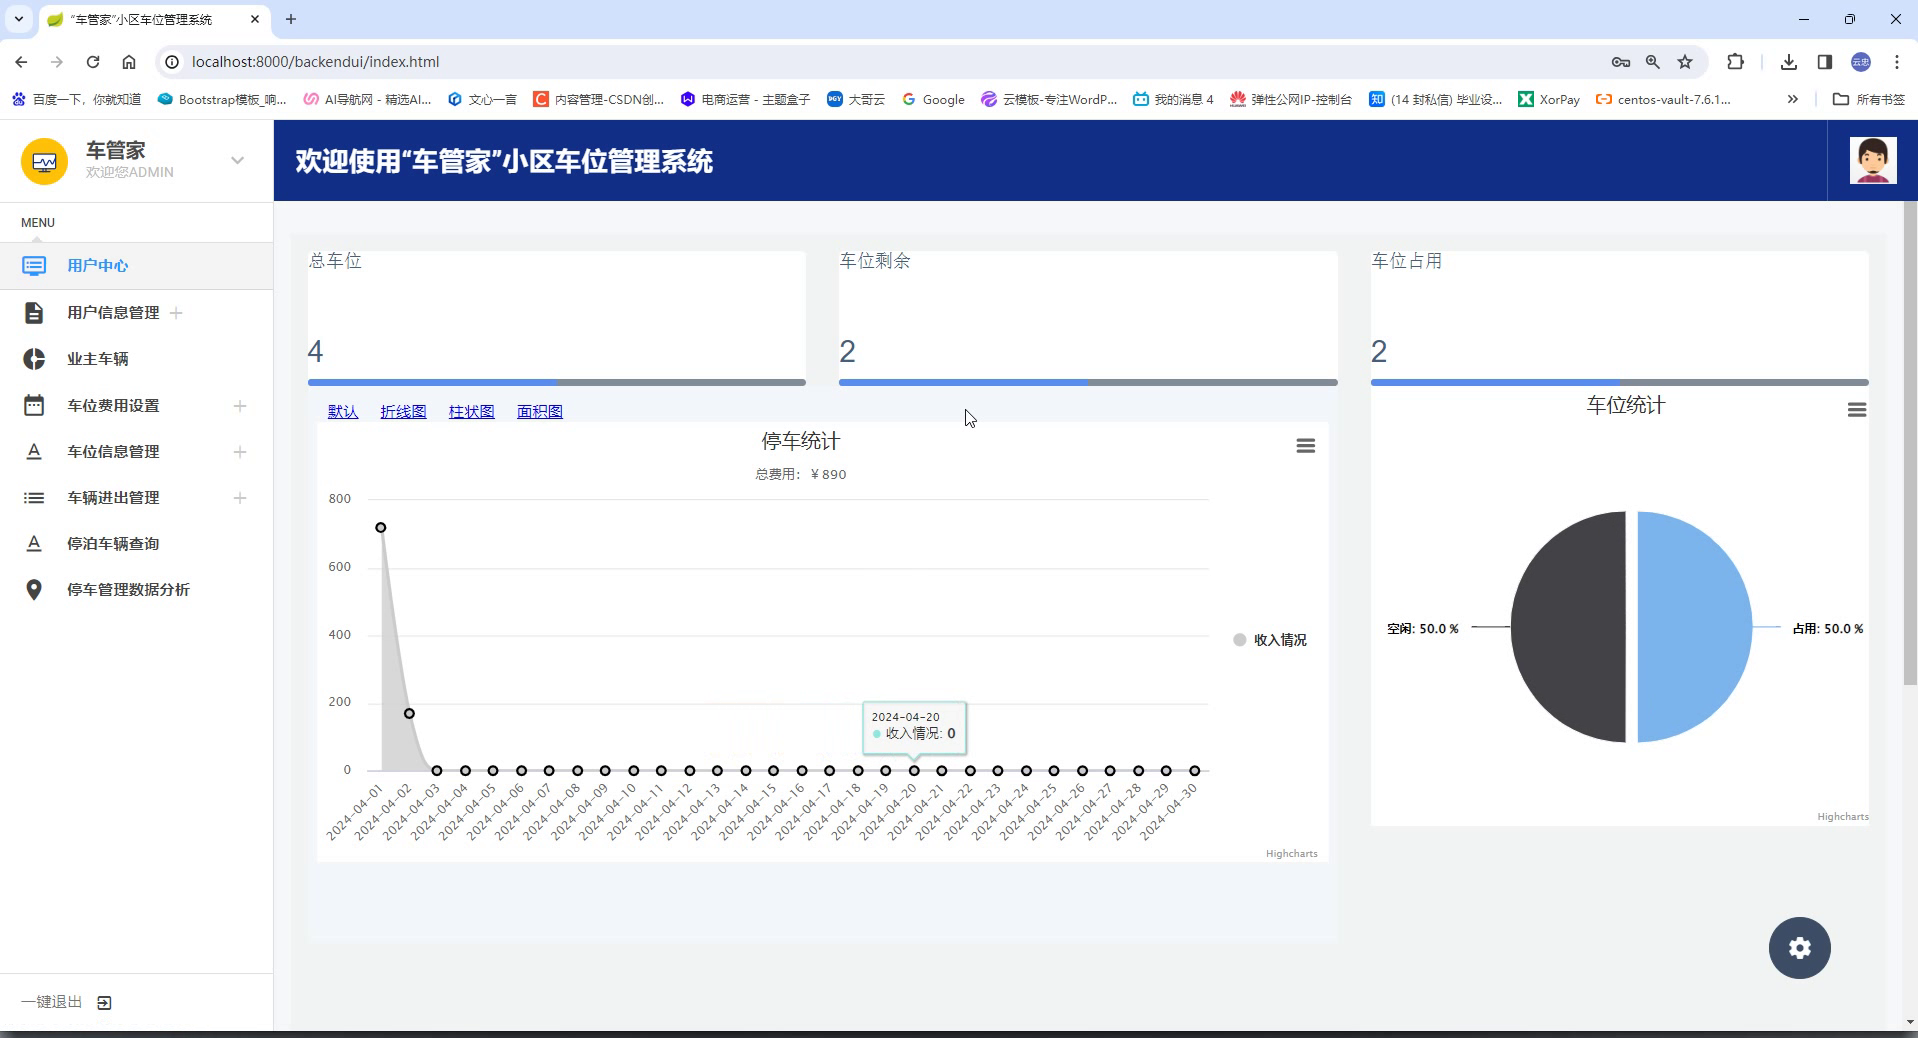 “车管家”小区车位管理系统
localhost:8000/backendui/index.html
百度一下，你就知道
Bootstrap模板_响...
AI导航网 - 精选AI...
文心一言
内容管理-CSDN创...
电商运营 - 主题盒子
大哥云
Google
云模板-专注WordP...
我的消息 4
弹性公网IP-控制台
(14 封私信) 毕业设...
XorPay
centos-vault-7.6.1...
所有书签
车管家
欢迎您ADMIN
欢迎使用“车管家”小区车位管理系统
MENU
用户中心
用户信息管理
业主车辆
车位费用设置
车位信息管理
车辆进出管理
停泊车辆查询
停车管理数据分析
一键退出
总车位
4
车位剩余
2
车位占用
2
默认 折线图 柱状图 面积图
停车统计
总费用：￥890
800
600
400
200
0
2024-04-20
收入情况: 0
收入情况
2024-04-01
2024-04-02
2024-04-03
2024-04-04
2024-04-05
2024-04-06
2024-04-07
2024-04-08
2024-04-09
2024-04-10
2024-04-11
2024-04-12
2024-04-13
2024-04-14
2024-04-15
2024-04-16
2024-04-17
2024-04-18
2024-04-19
2024-04-20
2024-04-21
2024-04-22
2024-04-23
2024-04-24
2024-04-25
2024-04-26
2024-04-27
2024-04-28
2024-04-29
2024-04-30
Highcharts
车位统计
空闲: 50.0 %
占用: 50.0 %
Highcharts